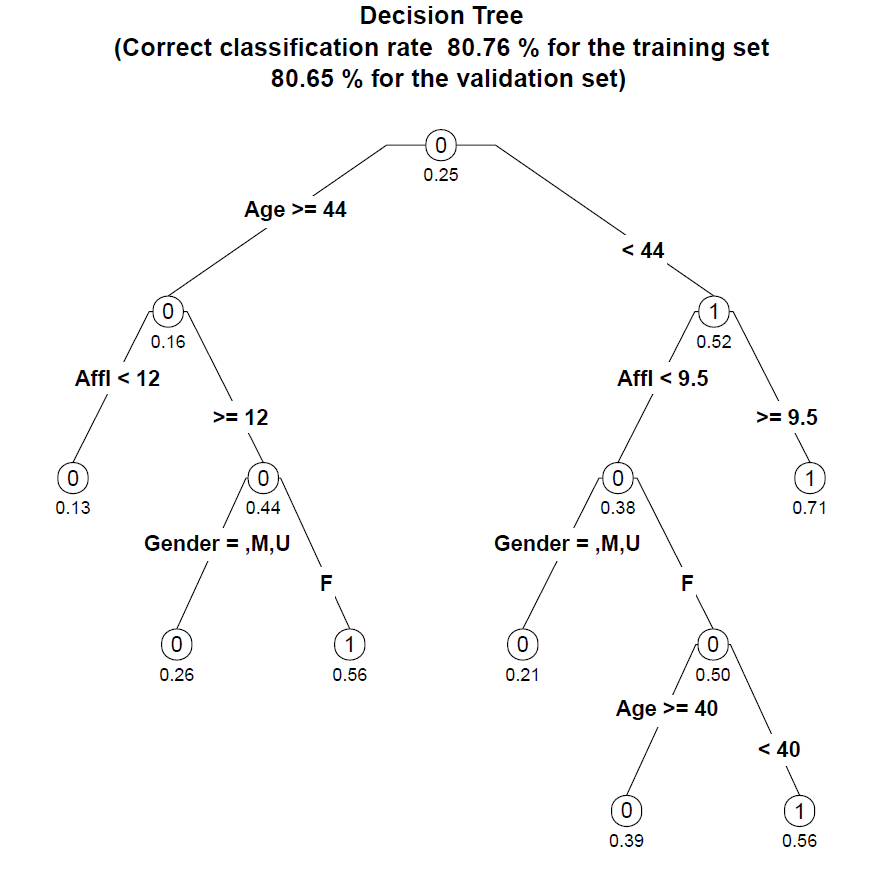 Decision Tree
(Correct classification rate  80.76 % for the training set
80.65 % for the validation set)
0
0.25
Age >= 44
< 44
0
0.16
1
0.52
Affl < 12
>= 12
Affl < 9.5
>= 9.5
0
0.13
0
0.44
0
0.38
1
0.71
Gender = ,M,U
F
Gender = ,M,U
F
0
0.26
1
0.56
0
0.21
0
0.50
Age >= 40
< 40
0
0.39
1
0.56